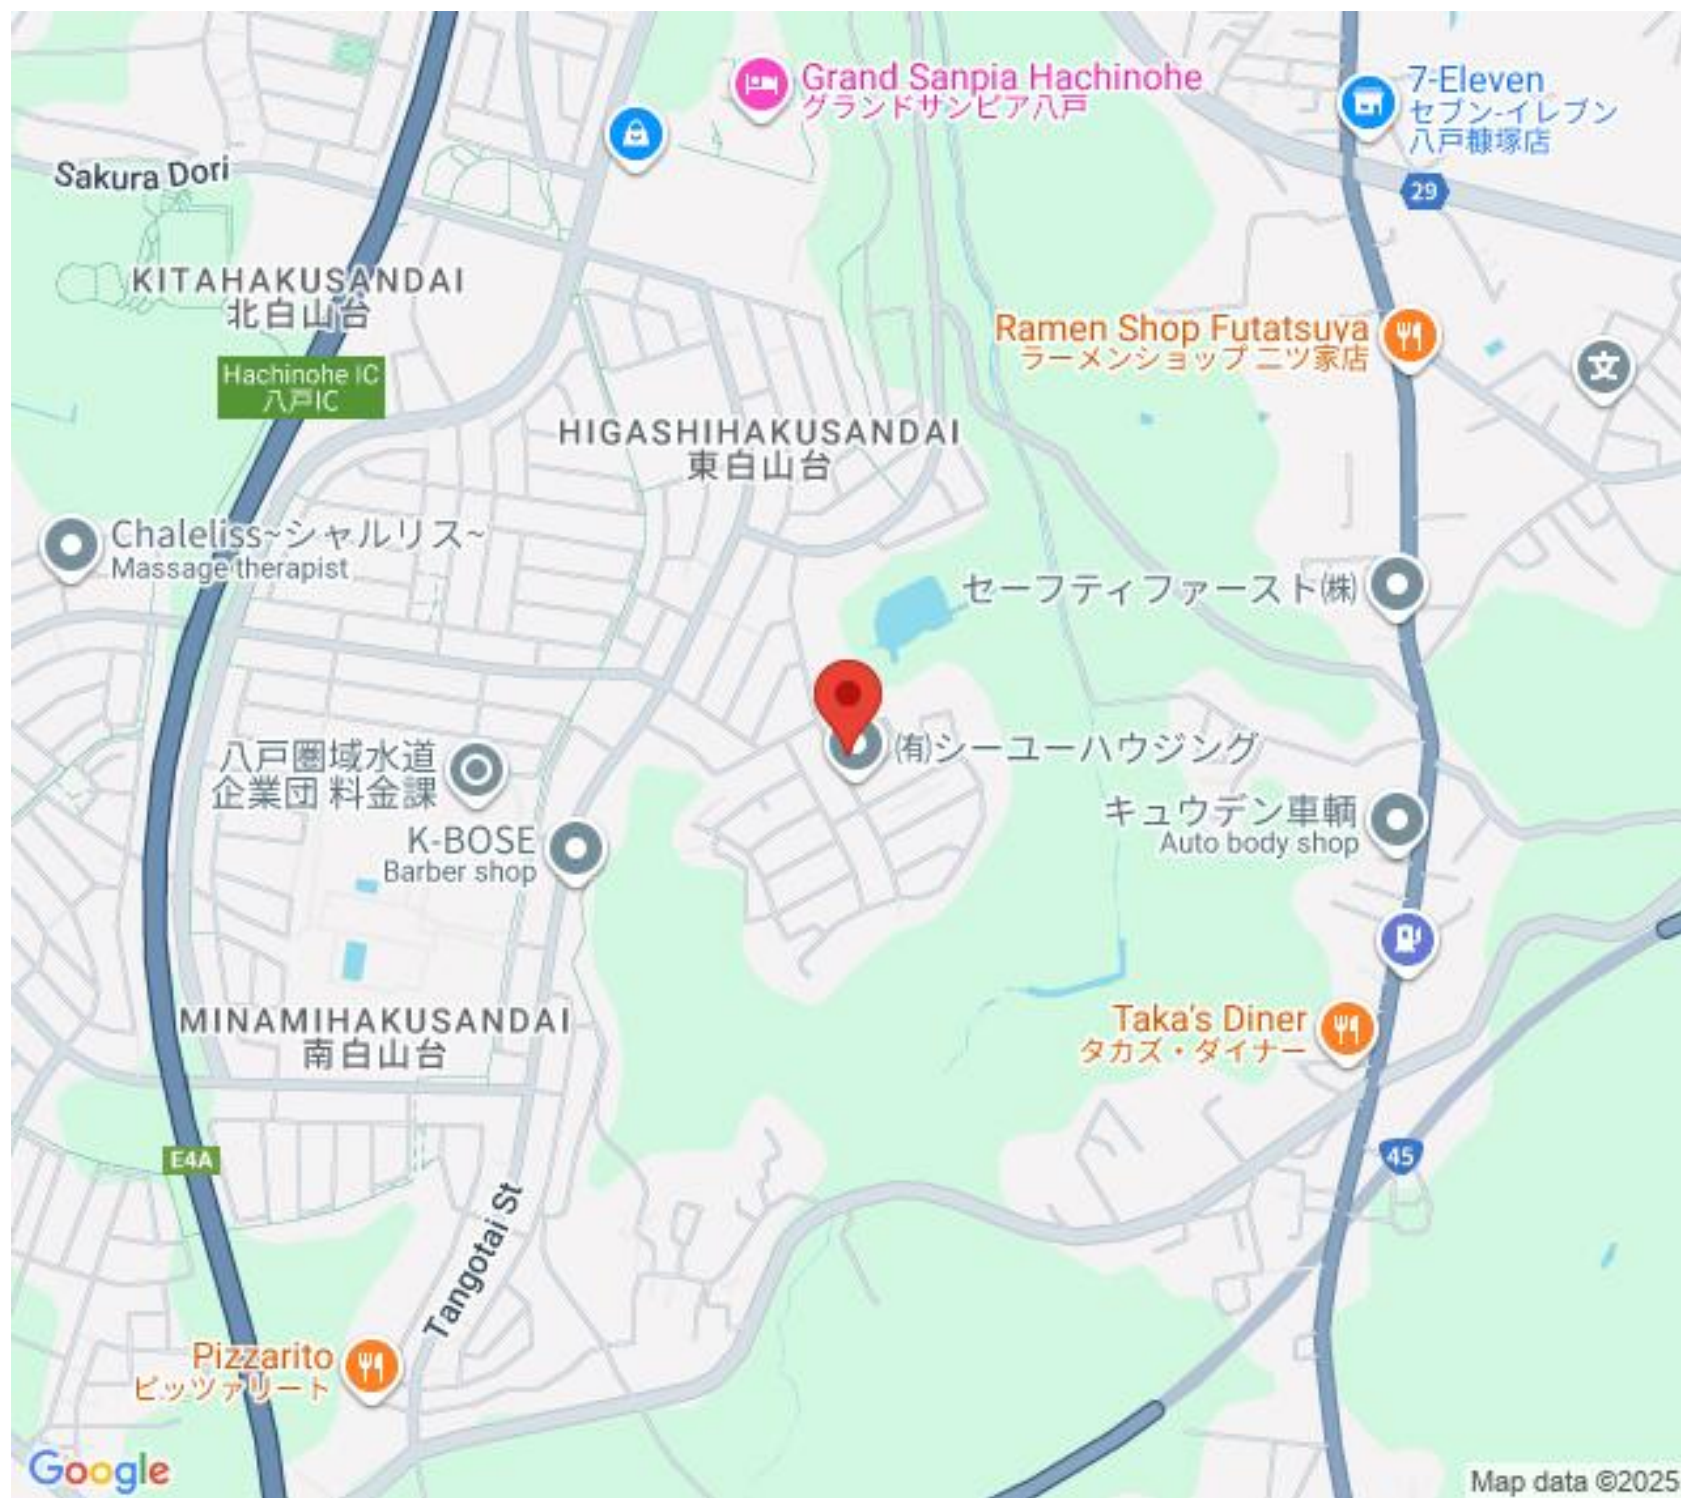 Grand Sanpia Hachinohe
グランドサンピア八戸
7-Eleven
セブン-イレブン
八戸糠塚店
Sakura Dori
29
KITAHAKUSANDAI
北白山台
Hachinohe IC
八戸IC
Ramen Shop Futatsuya
ラーメンショップ 二ツ家店
文
HIGASHIHAKUSANDAI
東白山台
Chaleliss~シャルリス~
Massage therapist
セーフティファースト㈱
㈲シーユーハウジング
八戸圏域水道
企業団 料金課
キュウデン車輌
Auto body shop
K-BOSE
Barber shop
MINAMIHAKUSANDAI
南白山台
Taka's Diner
タカズ・ダイナー
E4A
45
Tangotai St
Pizzarito
ピッツァリート
Google
Map data ©2025